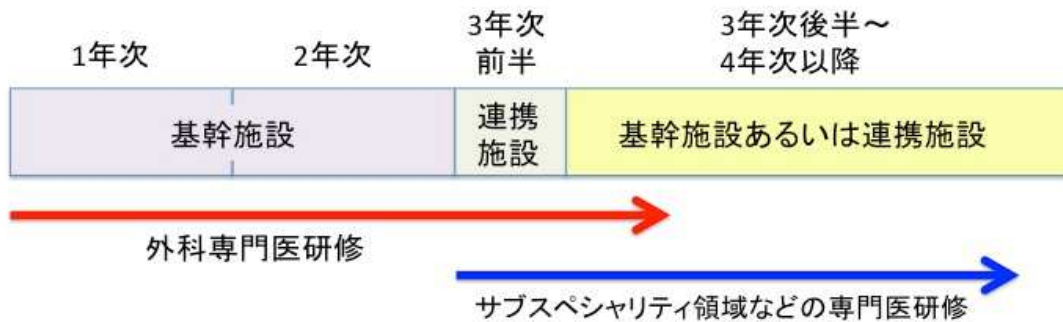 1年次
2年次
3年次
前半
3年次後半～
4年次以降
基幹施設
連携
施設
基幹施設あるいは連携施設
外科専門医研修
サブスペシャリティ領域などの専門医研修